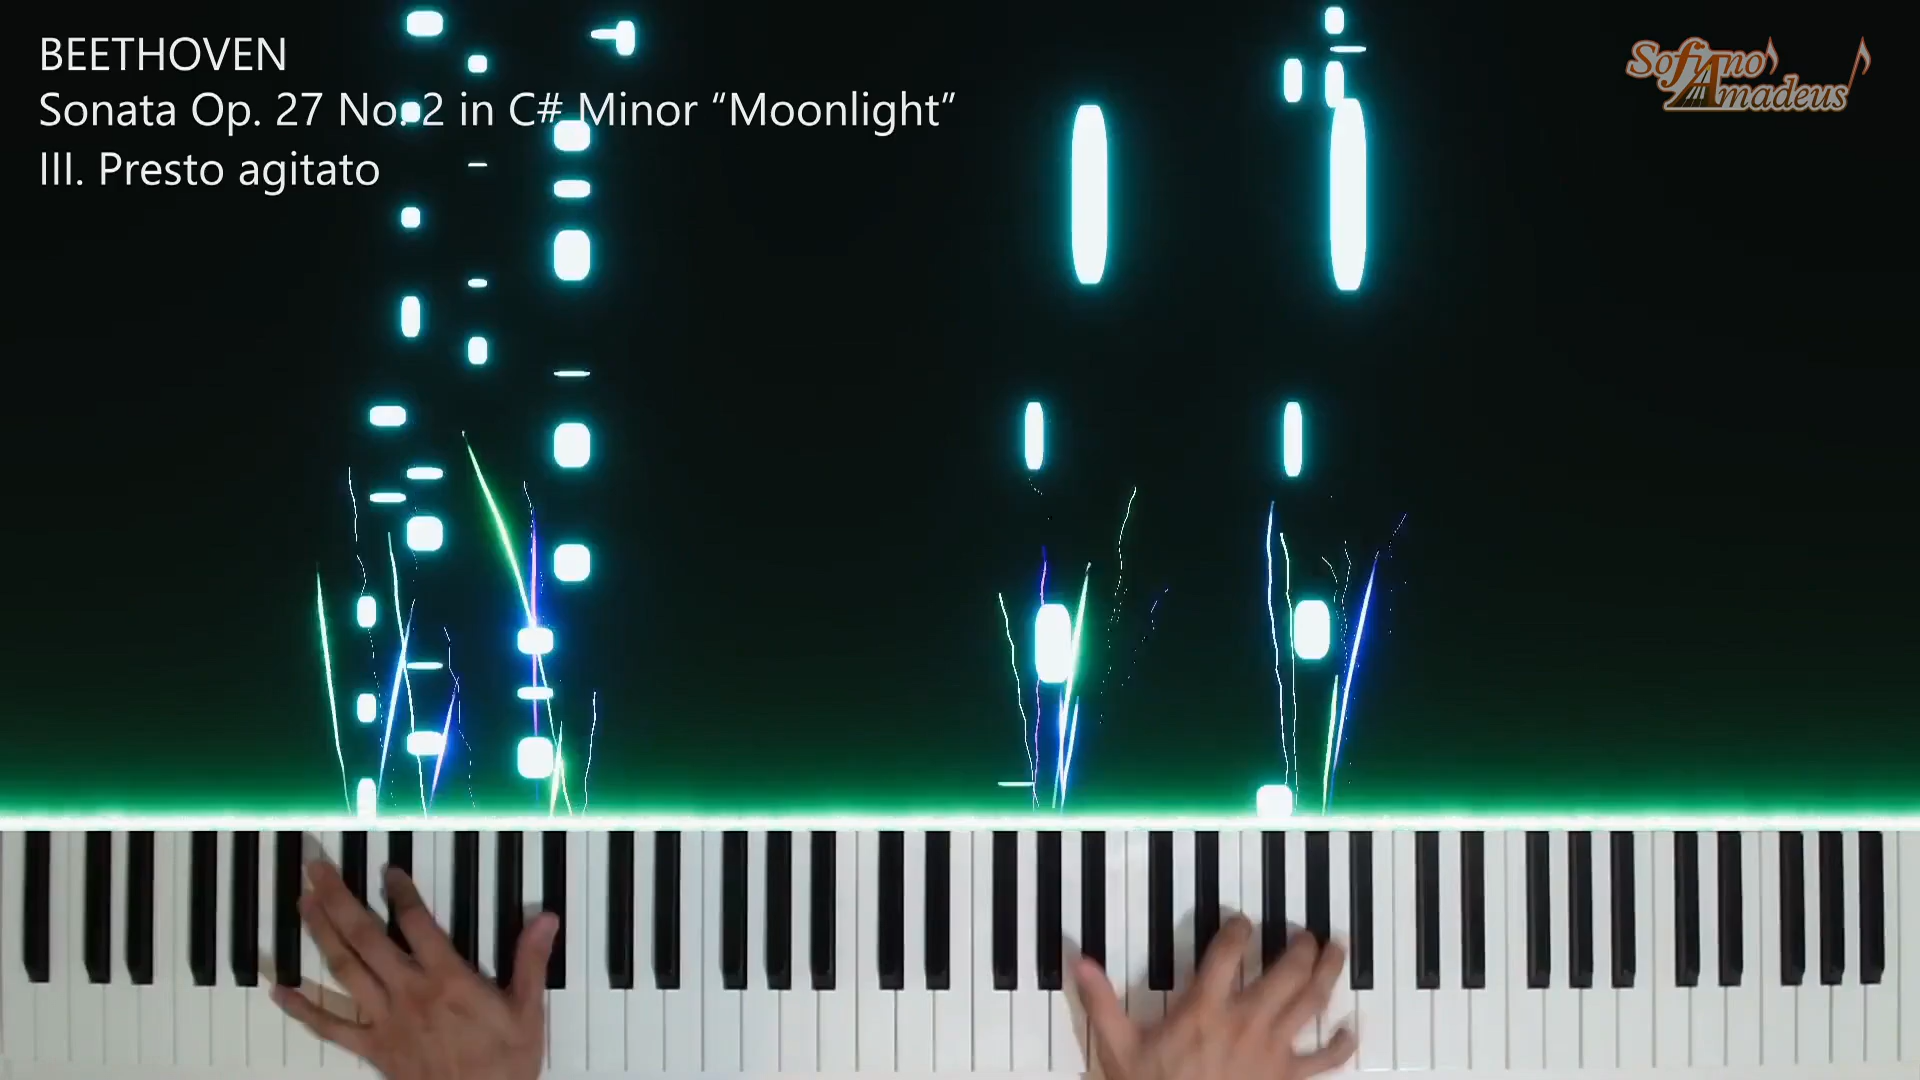 BEETHOVEN
Sonata Op. 27 No. 2 in C# Minor “Moonlight”
III. Presto agitato
Sofiano
Amadeus